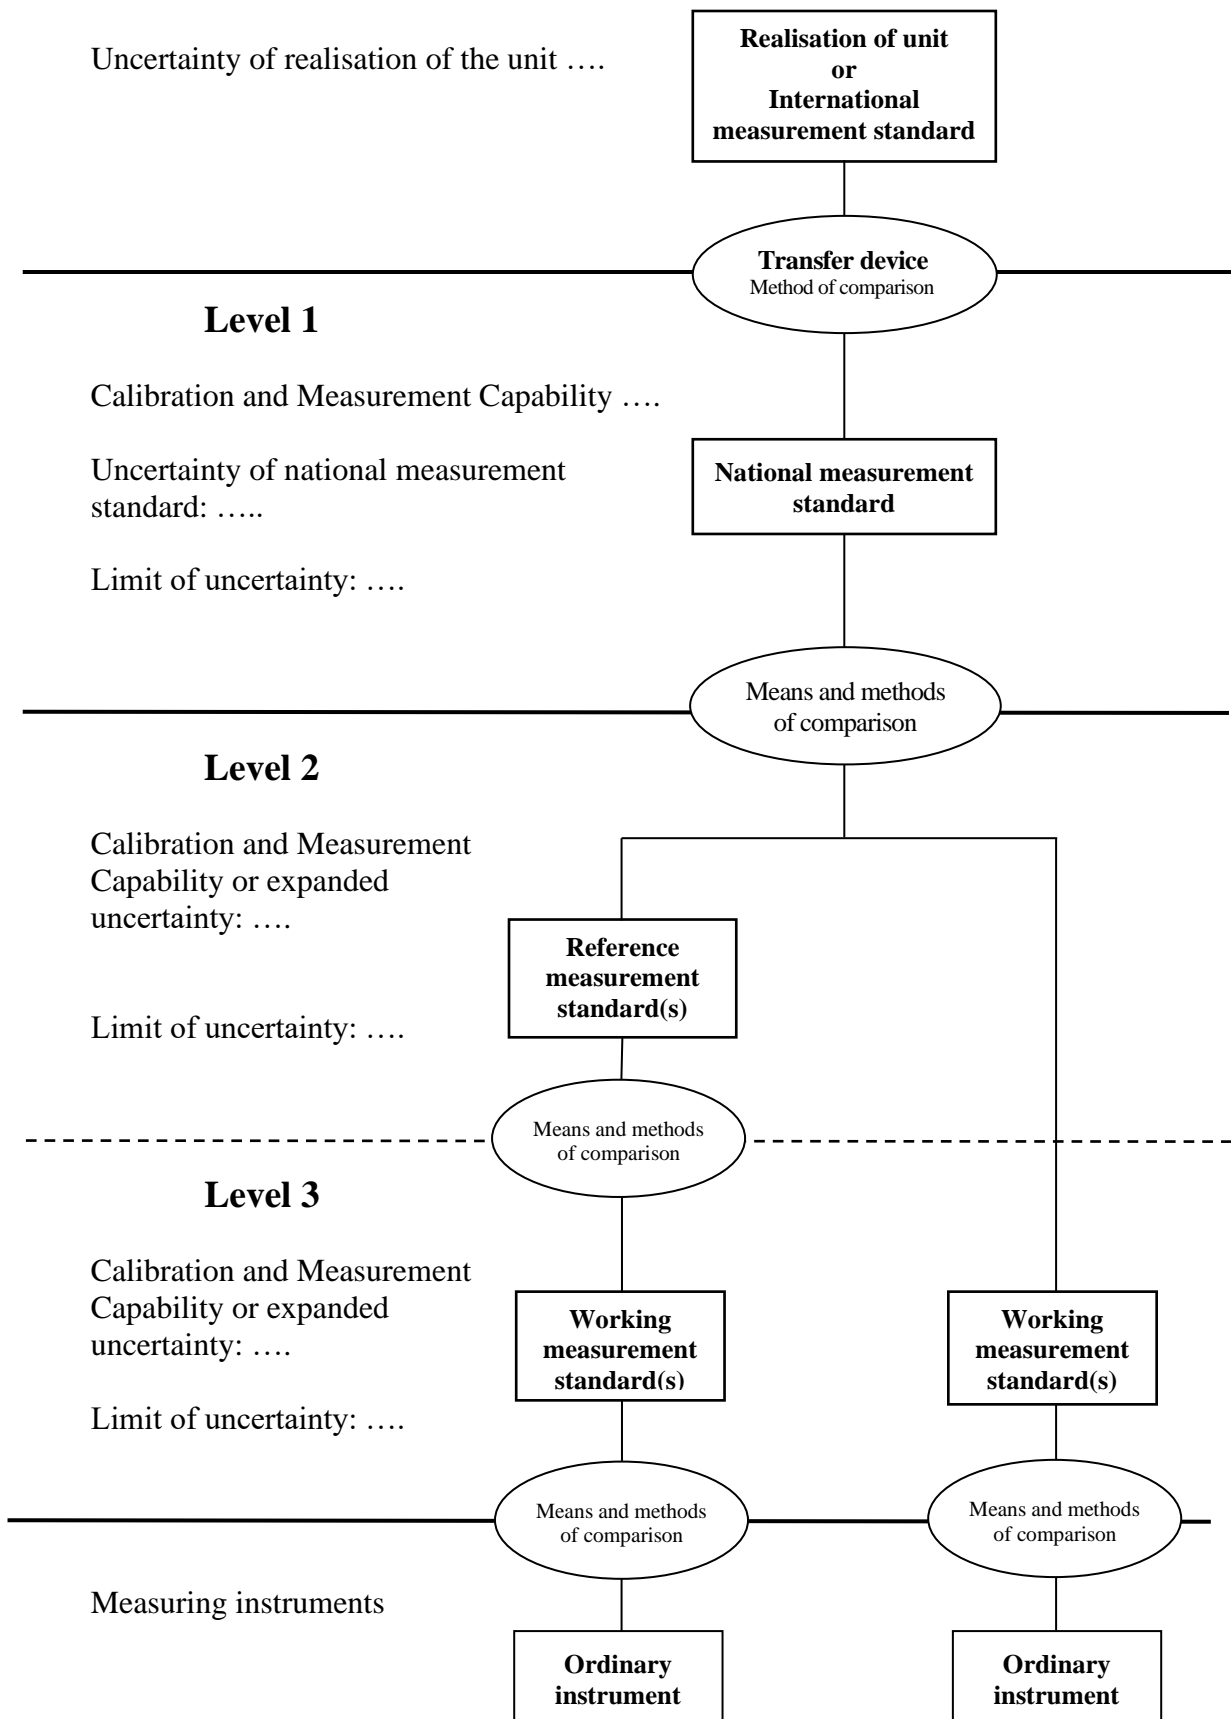 Uncertainty of realisation of the unit ….
Realisation of unit
or
International
measurement standard
Transfer device
Method of comparison
Level 1
Calibration and Measurement Capability ….
Uncertainty of national measurement
standard: …..
Limit of uncertainty: ….
National measurement
standard
Means and methods
of comparison
Level 2
Calibration and Measurement
Capability or expanded
uncertainty: ….
Limit of uncertainty: ….
Reference
measurement
standard(s)
Means and methods
of comparison
Level 3
Calibration and Measurement
Capability or expanded
uncertainty: ….
Limit of uncertainty: ….
Working
measurement
standard(s)
Working
measurement
standard(s)
Means and methods
of comparison
Means and methods
of comparison
Measuring instruments
Ordinary
instrument
Ordinary
instrument